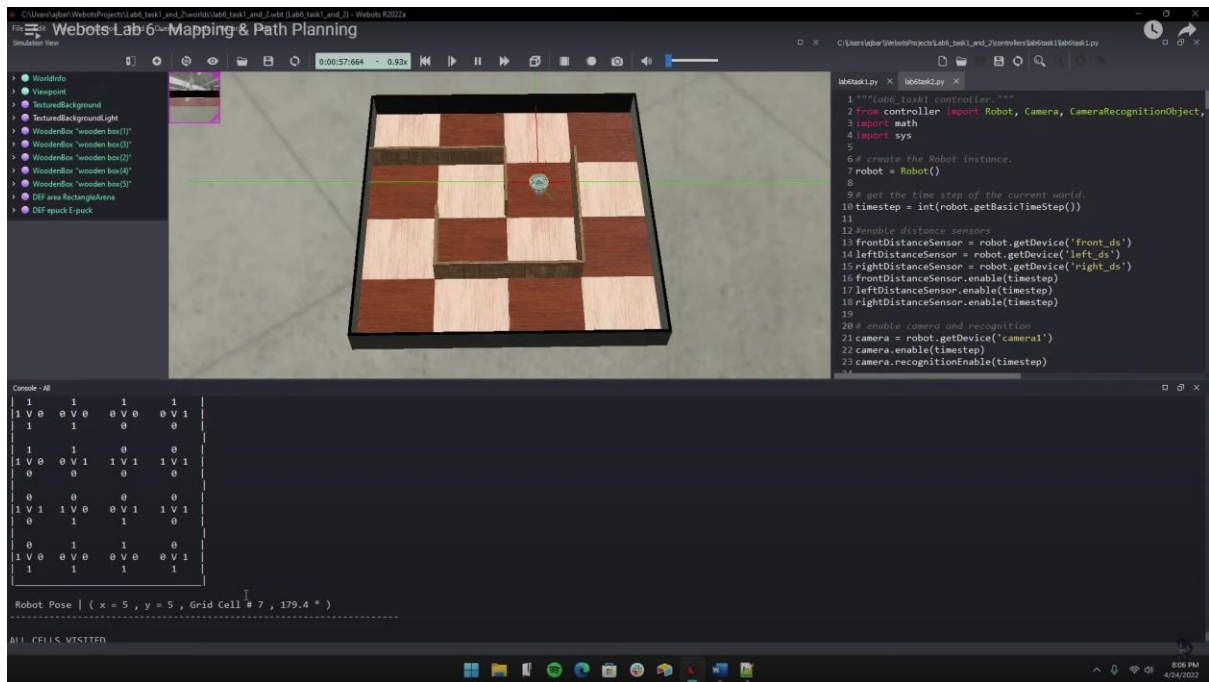 C:\Users\ajbar\WebotsProjects\Lab6_task1_and_2\worlds\lab6_task1_and_2.wbt (Lab6_task1_and_2) - Webots R2022a
Webots Lab 6 - Mapping & Path Planning
Simulation View
C:\Users\ajbar\WebotsProjects\Lab6_task1_and_2\controllers\lab6task1\lab6task1.py
0:00:57:664 - 0.93x
WorldInfo
Viewpoint
TexturedBackground
TexturedBackgroundLight
WoodenBox "wooden box(1)"
WoodenBox "wooden box(3)"
WoodenBox "wooden box(2)"
WoodenBox "wooden box(4)"
WoodenBox "wooden box(5)"
DEF area RectangleArena
DEF epuck E-puck
lab6task1.py X lab6task2.py X
1 """lab6_task1 controller."""
2 from controller import Robot, Camera, CameraRecognitionObject,
3 import math
4 import sys
5
6 # create the Robot instance.
7 robot = Robot()
8
9 # get the time step of the current world.
10 timestep = int(robot.getBasicTimeStep())
11
12 #enable distance sensors
13 frontDistanceSensor = robot.getDevice('front_ds')
14 leftDistanceSensor = robot.getDevice('left_ds')
15 rightDistanceSensor = robot.getDevice('right_ds')
16 frontDistanceSensor.enable(timestep)
17 leftDistanceSensor.enable(timestep)
18 rightDistanceSensor.enable(timestep)
19
20 # enable camera and recognition
21 camera = robot.getDevice('camera1')
22 camera.enable(timestep)
23 camera.recognitionEnable(timestep)
Console - All
| 1 1 1 1 |
|1 V 0 0 V 0 0 V 0 0 V 1 |
| 1 1 0 0 |
| |
| 1 1 0 0 |
|1 V 0 0 V 1 1 V 1 1 V 1 |
| 0 0 0 0 |
| |
| 0 0 0 0 |
|1 V 1 1 V 0 0 V 1 1 V 1 |
| 0 1 1 0 |
| |
| 0 1 1 0 |
|1 V 0 0 V 0 0 V 0 0 V 1 |
| 1 1 1 1 |
|________________________|
Robot Pose | ( x = 5 , y = 5 , Grid Cell # 7 , 179.4 ° )
--------------------------------------------------------------------
ALL CELLS VISITED
8:06 PM
4/24/2022